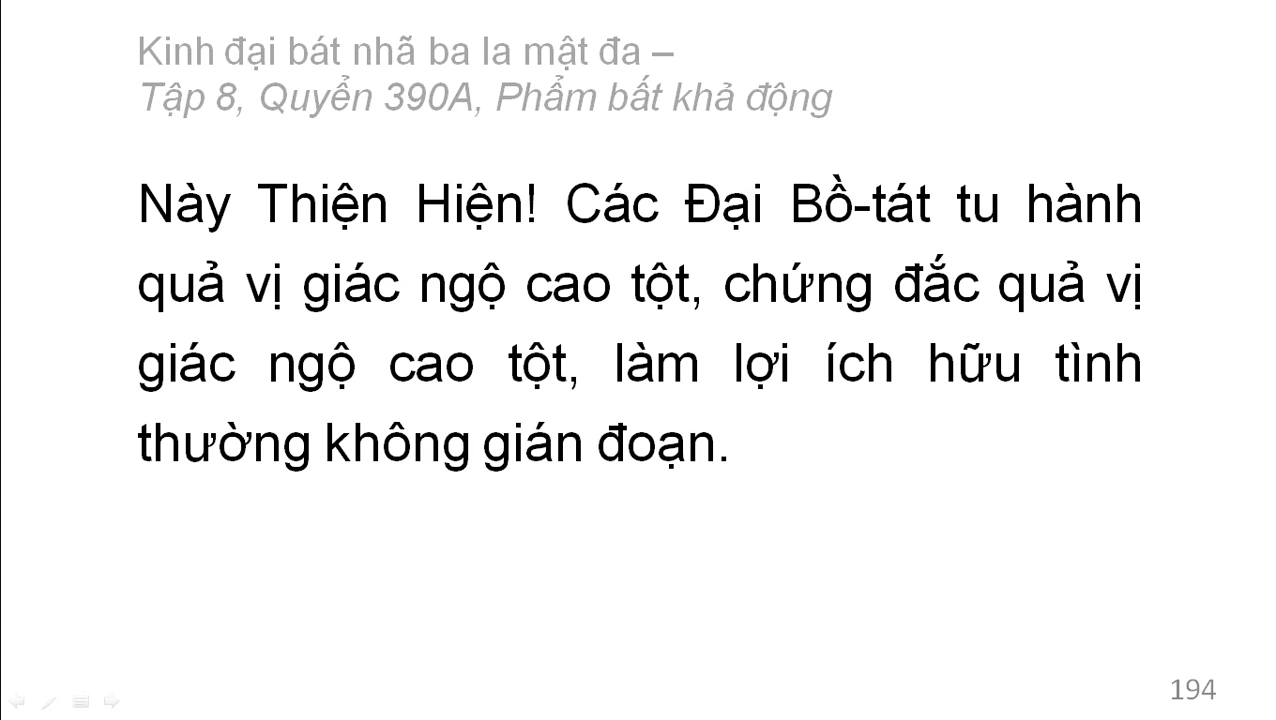 Kinh đại bát nhã ba la mật đa –
Tập 8, Quyển 390A, Phẩm bất khả động
Này Thiện Hiện! Các Đại Bồ-tát tu hành
quả vị giác ngộ cao tột, chứng đắc quả vị
giác ngộ cao tột, làm lợi ích hữu tình
thường không gián đoạn.
194